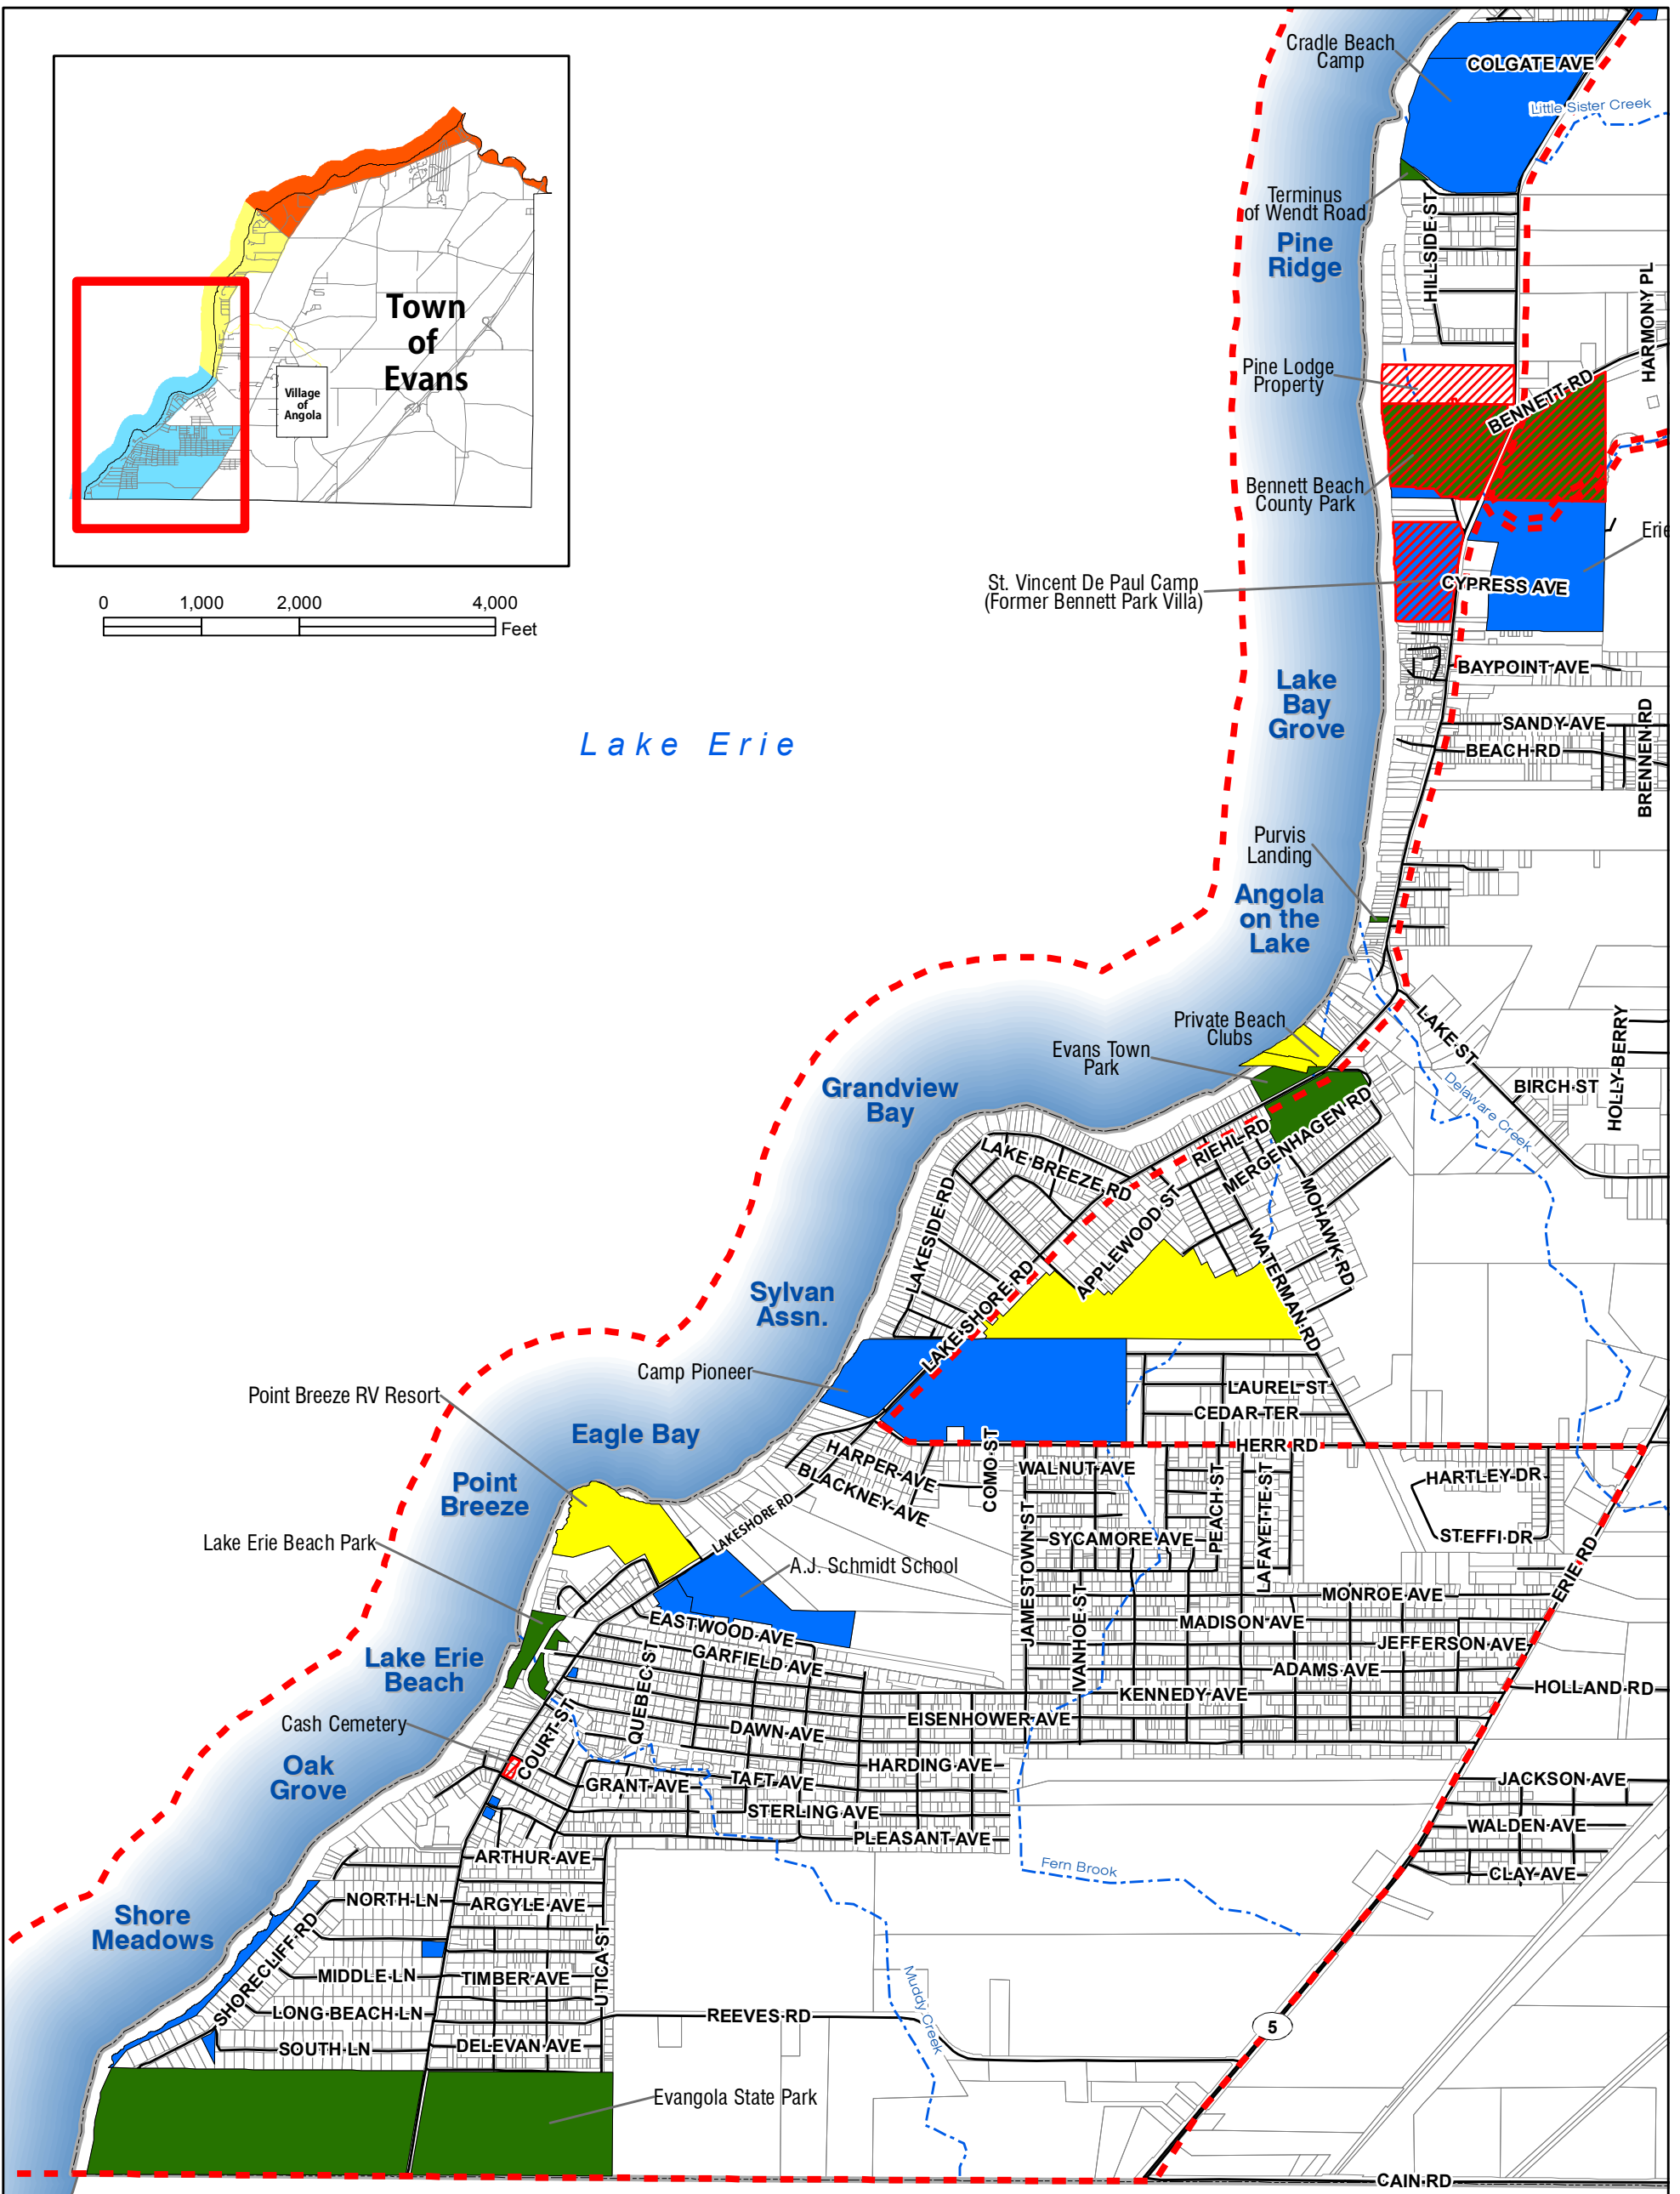 Cradle Beach
Camp
COLGATE AVE
Little Sister Creek
Terminus
of Wendt Road
HILLSIDE ST
Pine
Ridge
HARMONY PL
Town
of
Evans
Village
of
Angola
Pine Lodge
Property
BENNETT RD
Bennett Beach
County Park
Erie
St. Vincent De Paul Camp
(Former Bennett Park Villa)
CYPRESS AVE
0 1,000 2,000 4,000
Feet
BAYPOINT AVE
Lake
Bay
Grove
SANDY AVE
BEACH RD
BRENNEN RD
Lake Erie
Purvis
Landing
Angola
on the
Lake
Private Beach
Clubs
LAKE ST
HOLLY-BERRY
Evans Town
Park
Delaware Creek
BIRCH ST
Grandview
Bay
RIEHL RD
MERGENHAGEN RD
LAKE BREEZE RD
LAKESIDE RD
APPLEWOOD ST
MOHAWK RD
WATERMAN RD
LAKE SHORE RD
Sylvan
Assn.
Camp Pioneer
Point Breeze RV Resort
LAUREL ST
CEDAR TER
Eagle Bay
HERR RD
HARPER AVE
BLACKNEY AVE
COMO ST
WALNUT AVE
PEACH ST
LAFAYETTE ST
HARTLEY DR
STEFFI DR
Point
Breeze
LAKESHORE RD
JAMESTOWN ST
SYCAMORE AVE
Lake Erie Beach Park
A.J. Schmidt School
IVANHOE ST
ERIE RD
MONROE AVE
MADISON AVE
JEFFERSON AVE
ADAMS AVE
EASTWOOD AVE
GARFIELD AVE
QUEBEC ST
Lake Erie
Beach
KENNEDY AVE
HOLLAND RD
Cash Cemetery
COURT ST
DAWN AVE
EISENHOWER AVE
Oak
Grove
HARDING AVE
GRANT AVE
TAFT AVE
JACKSON AVE
STERLING AVE
WALDEN AVE
PLEASANT AVE
ARTHUR AVE
Fern Brook
CLAY AVE
NORTH LN
ARGYLE AVE
Shore
Meadows
SHORECLIFF RD
UTICA ST
MIDDLE LN
TIMBER AVE
Muddy Creek
LONG BEACH LN
REEVES RD
5
SOUTH LN
DELEVAN AVE
Evangola State Park
CAIN RD